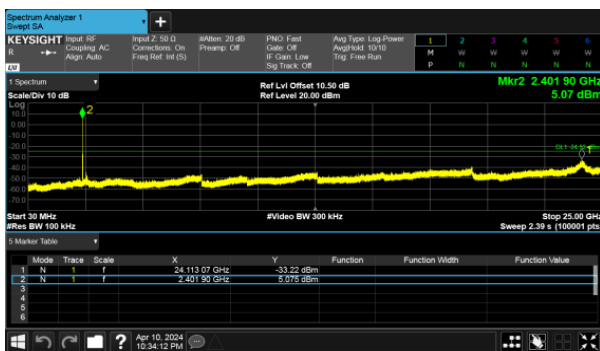 Spectrum Analyzer 1
Swept SA
KEYSIGHT Input: RF Input Z: 50 Ω #Atten: 20 dB PNO: Fast Avg Type: Log-Power 1 2 3 4 5 6
R Coupling: AC Corrections: On Preamp: Off Gate: Off Avg|Hold: 10/10 M W W W W W
Align: Auto Freq Ref: Int (S) IF Gain: Low Trig: Free Run
LXI Sig Track: Off P N N N N N
1 Spectrum Ref Lvl Offset 10.50 dB Mkr2 2.401 90 GHz
Scale/Div 10 dB Ref Level 20.00 dBm 5.07 dBm
Log
10.0
0.00
-10.0
-20.0
-30.0
-40.0
-50.0
-60.0
-70.0
2
1
Start 30 MHz #Video BW 300 kHz Stop 25.00 GHz
#Res BW 100 kHz Sweep 2.39 s (100001 pts
5 Marker Table
Mode Trace Scale X Y Function Function Width Function Value
1 N 1 f 24.113 07 GHz -33.22 dBm
2 N 1 f 2.401 90 GHz 5.075 dBm
3
4
5
6
? Apr 10, 2024
10:34:12 PM